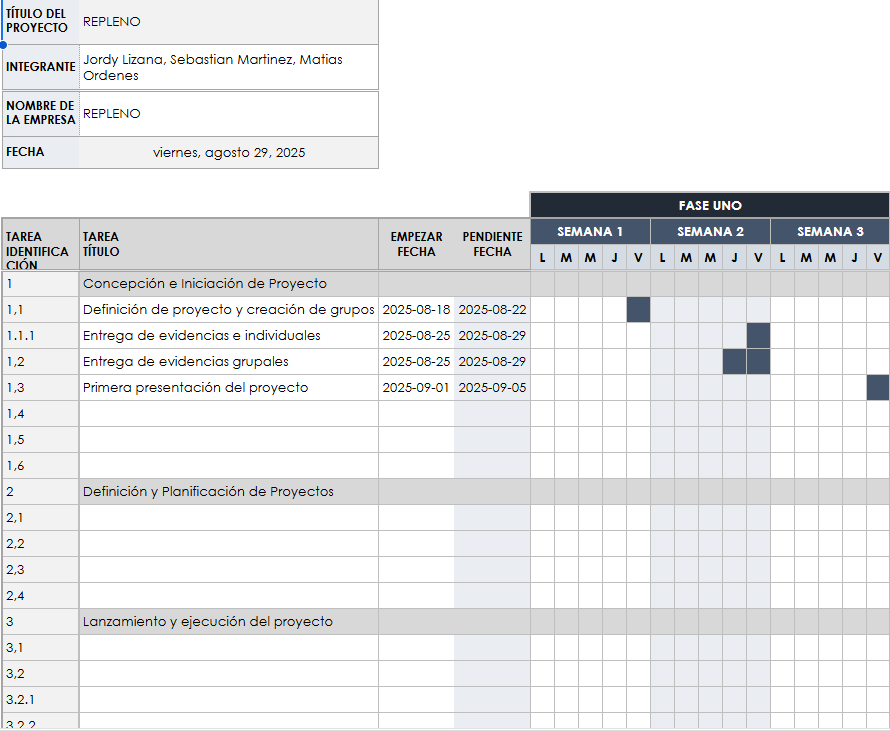 TÍTULO DEL
PROYECTO
REPLENO
INTEGRANTE
Jordy Lizana, Sebastian Martinez, Matias
Ordenes
NOMBRE DE
LA EMPRESA
REPLENO
FECHA
viernes, agosto 29, 2025
FASE UNO
SEMANA 1 SEMANA 2 SEMANA 3
TAREA
IDENTIFICA
CIÓN
TAREA
TÍTULO
EMPEZAR
FECHA
PENDIENTE
FECHA
L M M J V L M M J V L M M J V
1 Concepción e Iniciación de Proyecto
1,1 Definición de proyecto y creación de grupos 2025-08-18 2025-08-22
1.1.1 Entrega de evidencias e individuales 2025-08-25 2025-08-29
1,2 Entrega de evidencias grupales 2025-08-25 2025-08-29
1,3 Primera presentación del proyecto 2025-09-01 2025-09-05
1,4
1,5
1,6
2 Definición y Planificación de Proyectos
2,1
2,2
2,3
2,4
3 Lanzamiento y ejecución del proyecto
3,1
3,2
3.2.1
3.2.2